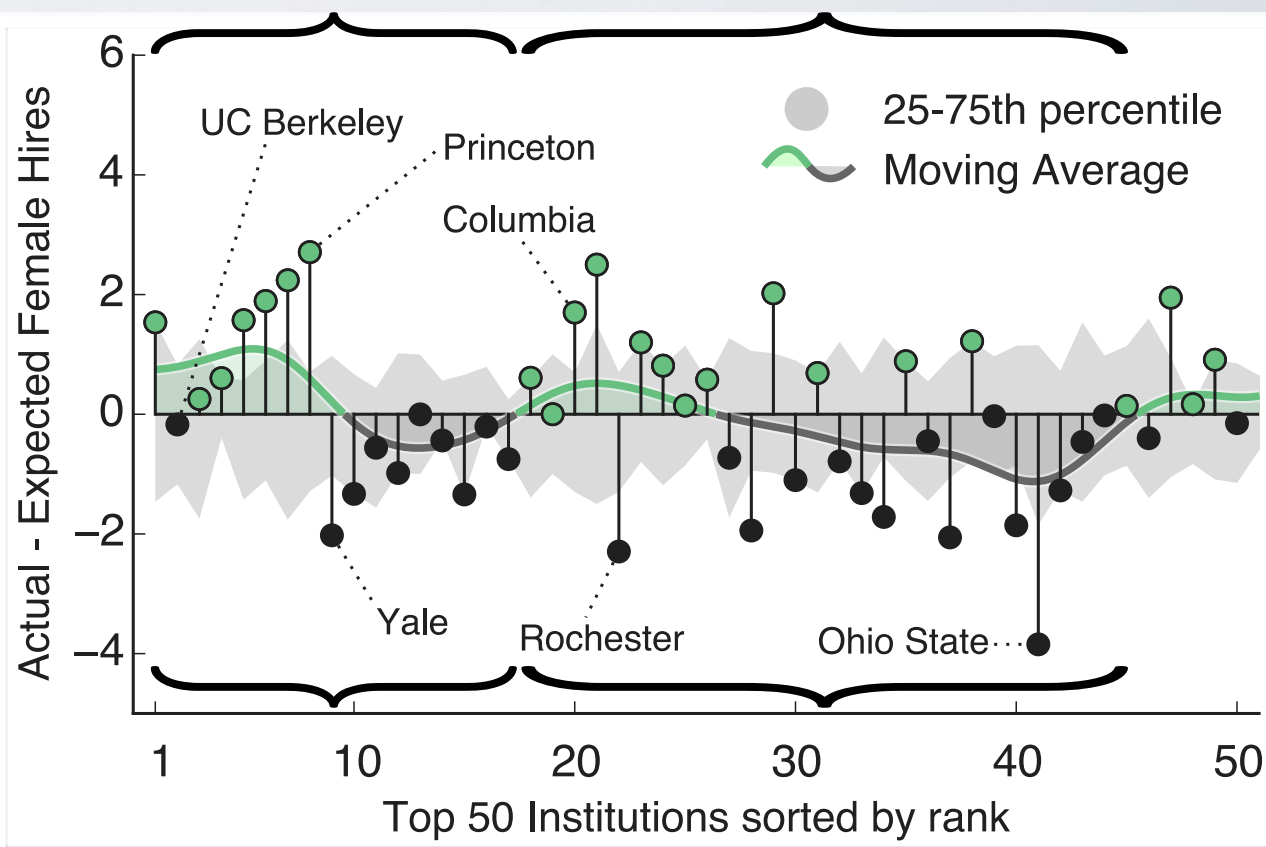 6
4
2
0
−2
−4
Actual - Expected Female Hires
UC Berkeley
Princeton
Columbia
25-75th percentile
Moving Average
Yale
Rochester
Ohio State
1
10
20
30
40
50
Top 50 Institutions sorted by rank